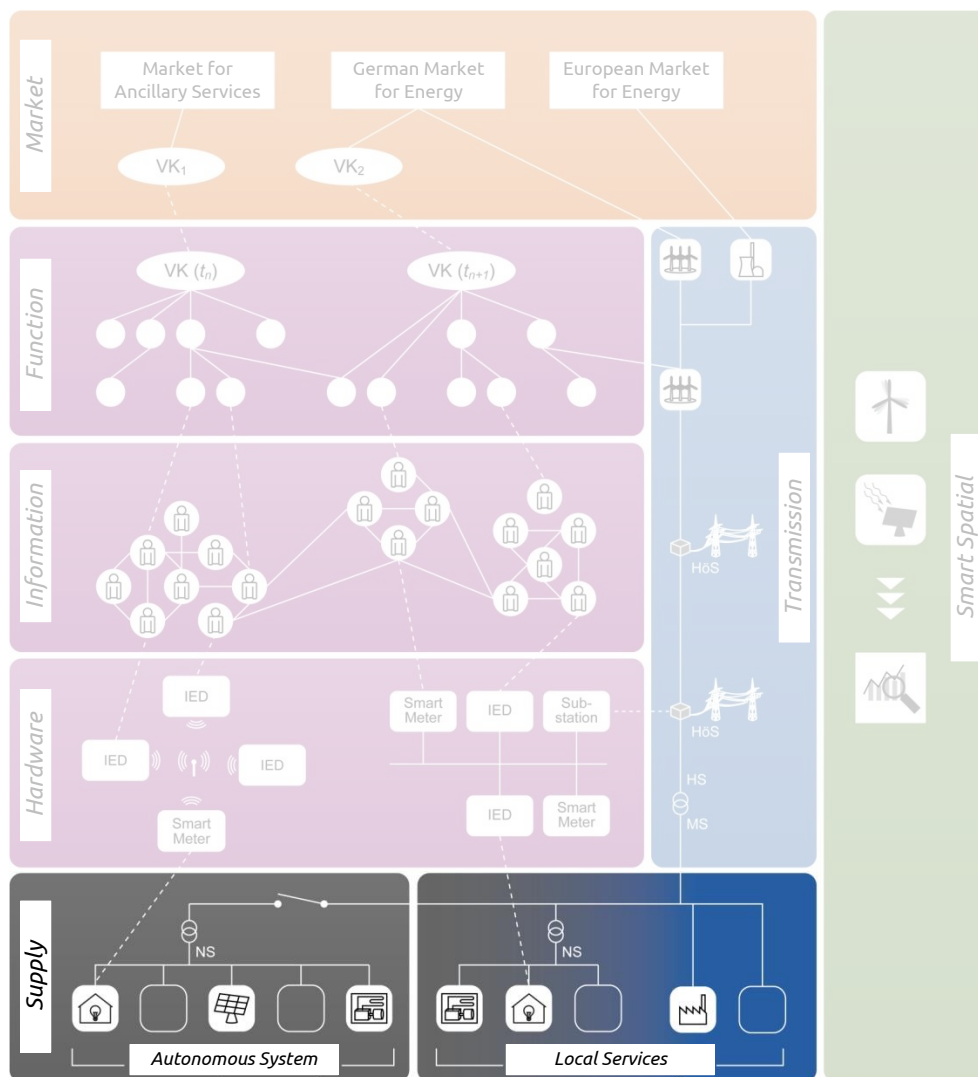 Market
Market for
Ancillary Services
German Market
for Energy
European Market
for Energy
VK₁
VK₂
Function
VK (tₙ)
VK (tₙ₊₁)
Information
Transmission
HöS
Smart Spatial
Hardware
IED
IED
IED
Smart
Meter
Smart
Meter
IED
Sub-
station
IED
Smart
Meter
HöS
HS
MS
Supply
NS
NS
Autonomous System
Local Services